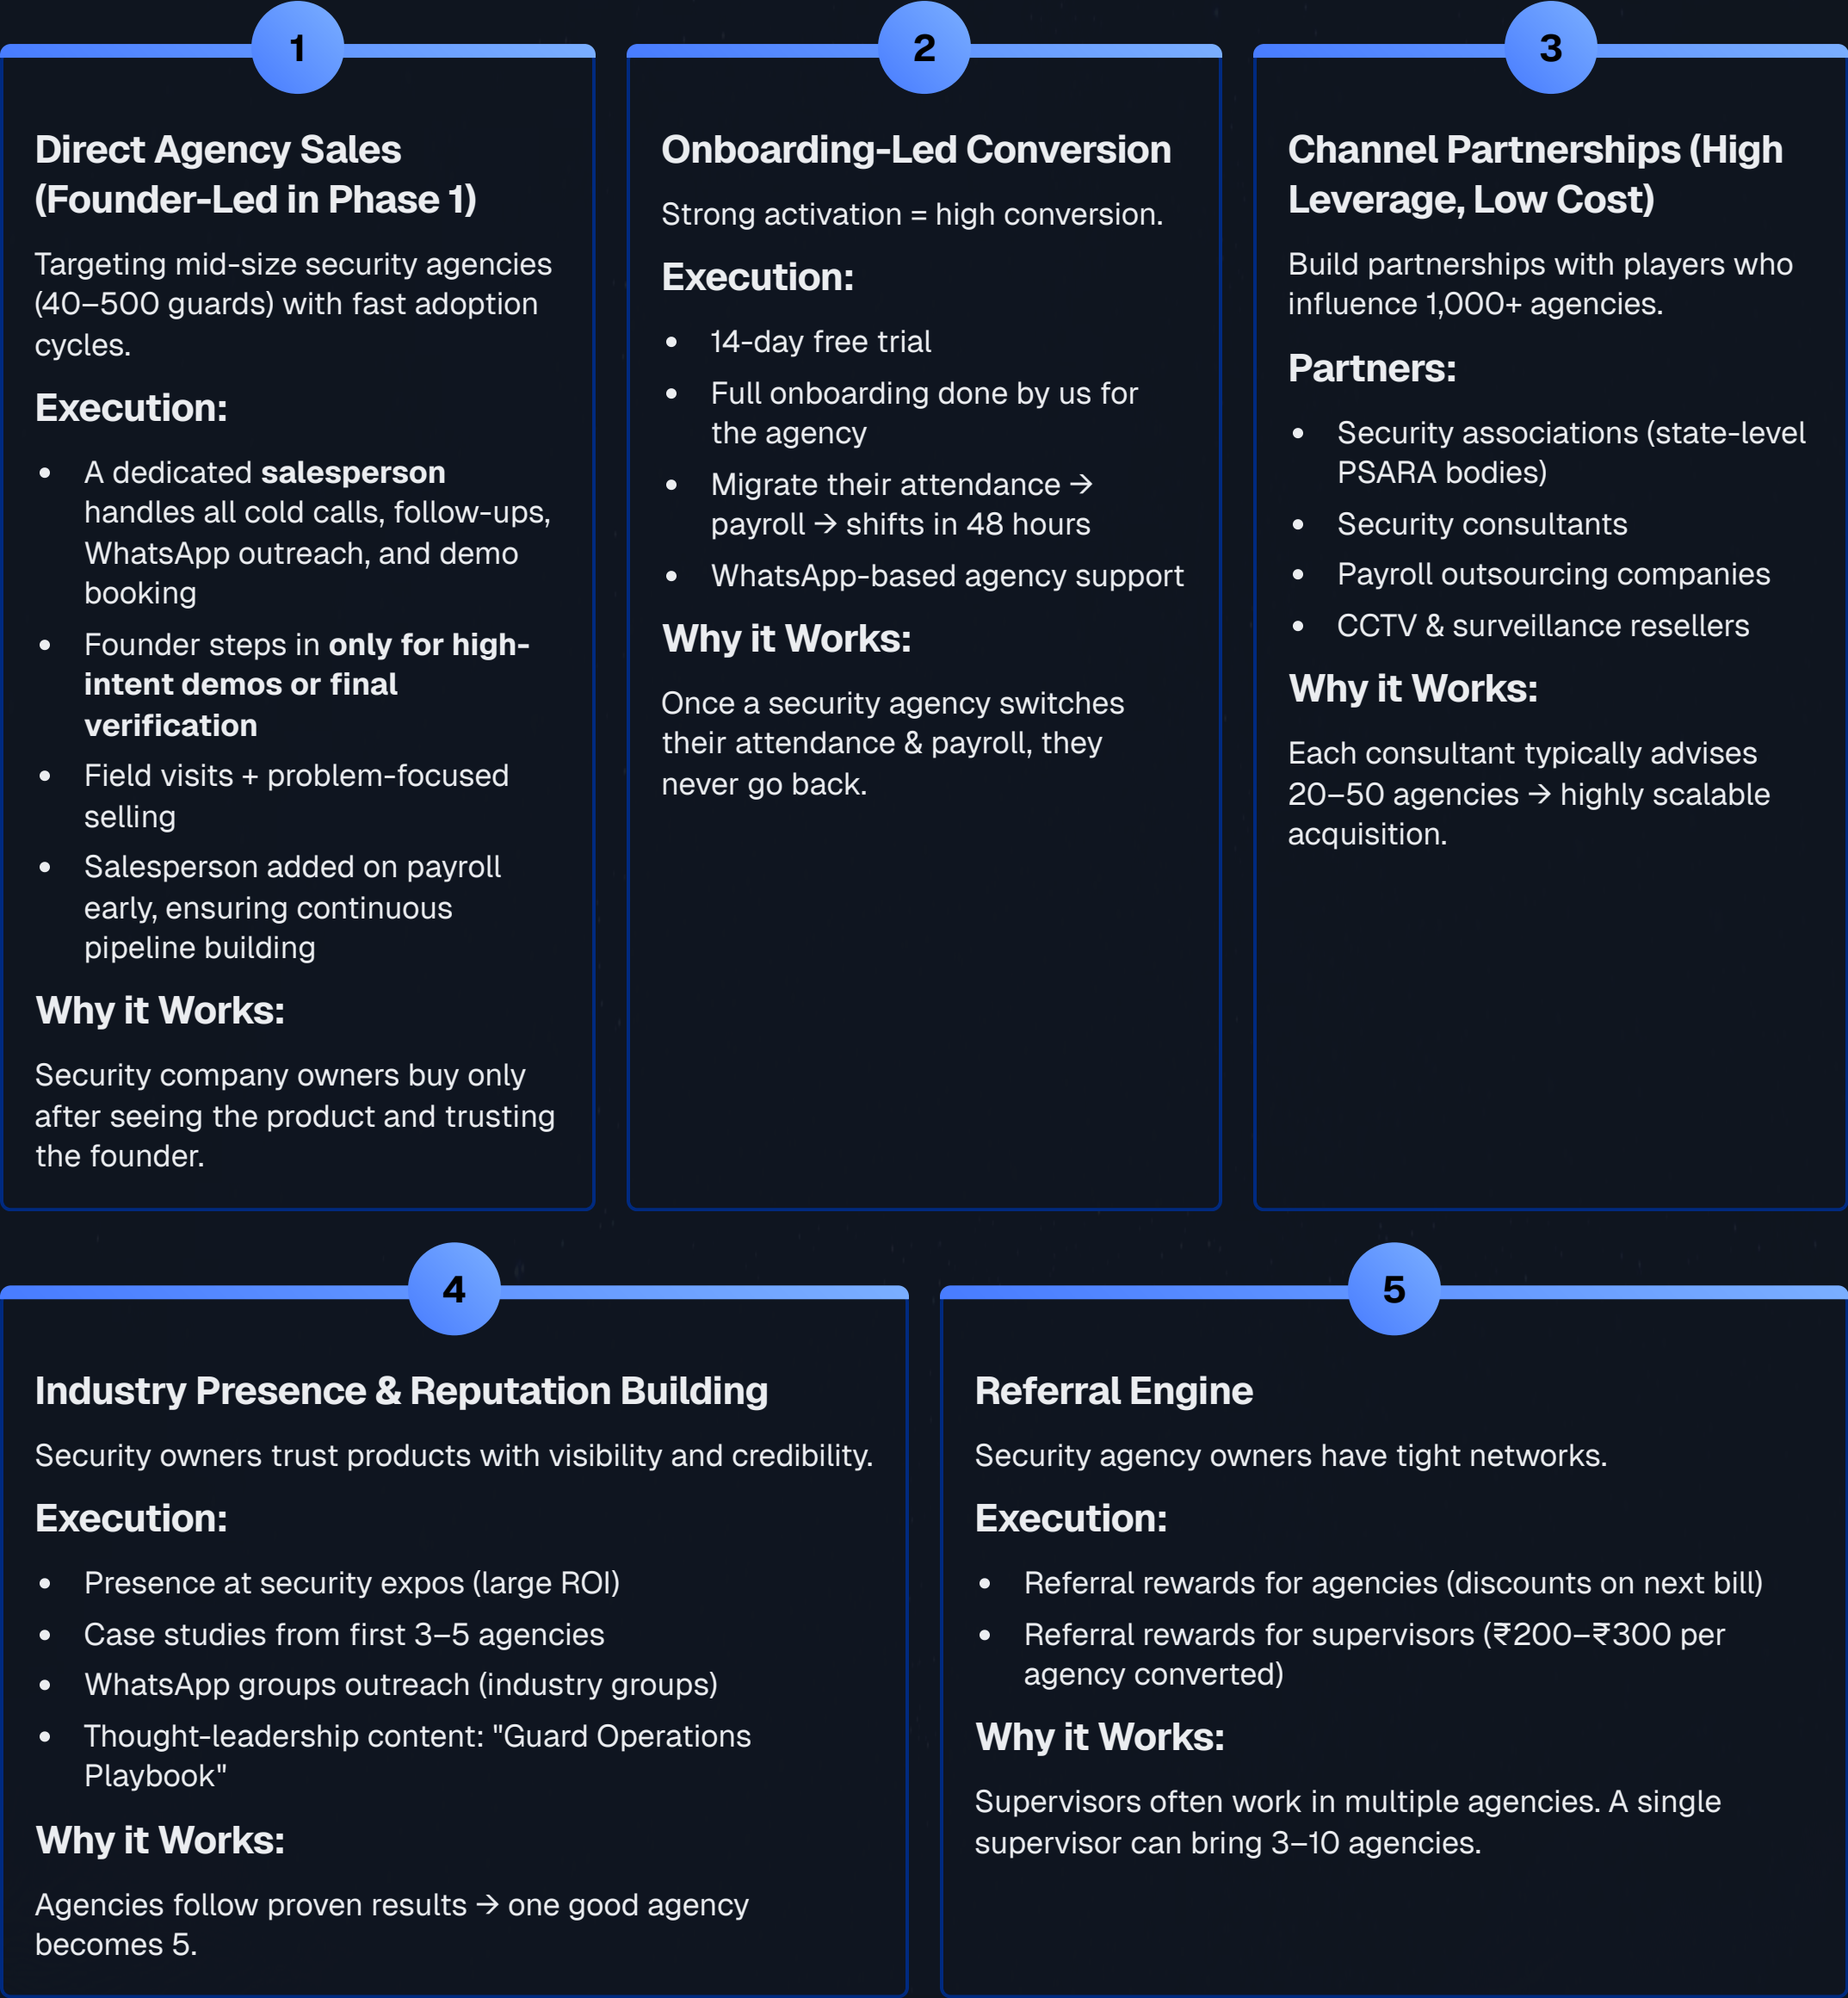 1
Direct Agency Sales
(Founder-Led in Phase 1)
Targeting mid-size security agencies
(40–500 guards) with fast adoption
cycles.
Execution:
• A dedicated salesperson
handles all cold calls, follow-ups,
WhatsApp outreach, and demo
booking
• Founder steps in only for high-
intent demos or final
verification
• Field visits + problem-focused
selling
• Salesperson added on payroll
early, ensuring continuous
pipeline building
Why it Works:
Security company owners buy only
after seeing the product and trusting
the founder.
2
Onboarding-Led Conversion
Strong activation = high conversion.
Execution:
• 14-day free trial
• Full onboarding done by us for
the agency
• Migrate their attendance →
payroll → shifts in 48 hours
• WhatsApp-based agency support
Why it Works:
Once a security agency switches
their attendance & payroll, they
never go back.
3
Channel Partnerships (High
Leverage, Low Cost)
Build partnerships with players who
influence 1,000+ agencies.
Partners:
• Security associations (state-level
PSARA bodies)
• Security consultants
• Payroll outsourcing companies
• CCTV & surveillance resellers
Why it Works:
Each consultant typically advises
20–50 agencies → highly scalable
acquisition.
4
Industry Presence & Reputation Building
Security owners trust products with visibility and credibility.
Execution:
• Presence at security expos (large ROI)
• Case studies from first 3–5 agencies
• WhatsApp groups outreach (industry groups)
• Thought-leadership content: "Guard Operations
Playbook"
Why it Works:
Agencies follow proven results → one good agency
becomes 5.
5
Referral Engine
Security agency owners have tight networks.
Execution:
• Referral rewards for agencies (discounts on next bill)
• Referral rewards for supervisors (₹200–₹300 per
agency converted)
Why it Works:
Supervisors often work in multiple agencies. A single
supervisor can bring 3–10 agencies.